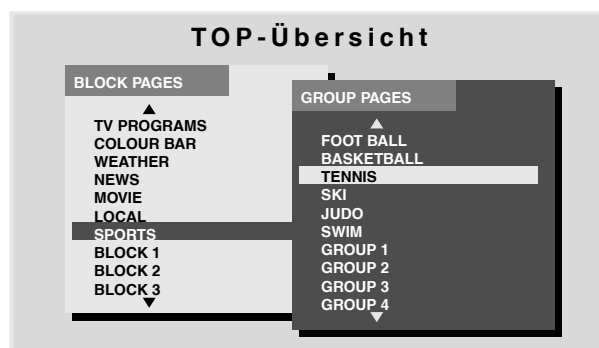 TOP-Übersicht
BLOCK PAGES
TV PROGRAMS
COLOUR BAR
WEATHER
NEWS
MOVIE
LOCAL
SPORTS
BLOCK 1
BLOCK 2
BLOCK 3
GROUP PAGES
FOOT BALL
BASKETBALL
TENNIS
SKI
JUDO
SWIM
GROUP 1
GROUP 2
GROUP 3
GROUP 4